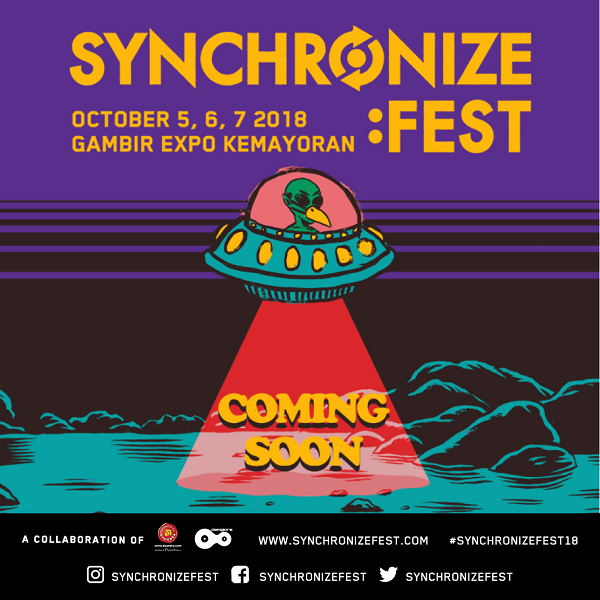 SYNCHRONIZE
:FEST
OCTOBER 5, 6, 7 2018
GAMBIR EXPO KEMAYORAN
COMING
SOON
A COLLABORATION OF
demajors
WWW.SYNCHRONIZEFEST.COM
#SYNCHRONIZEFEST18
SYNCHRONIZEFEST
SYNCHRONIZEFEST
SYNCHRONIZEFEST